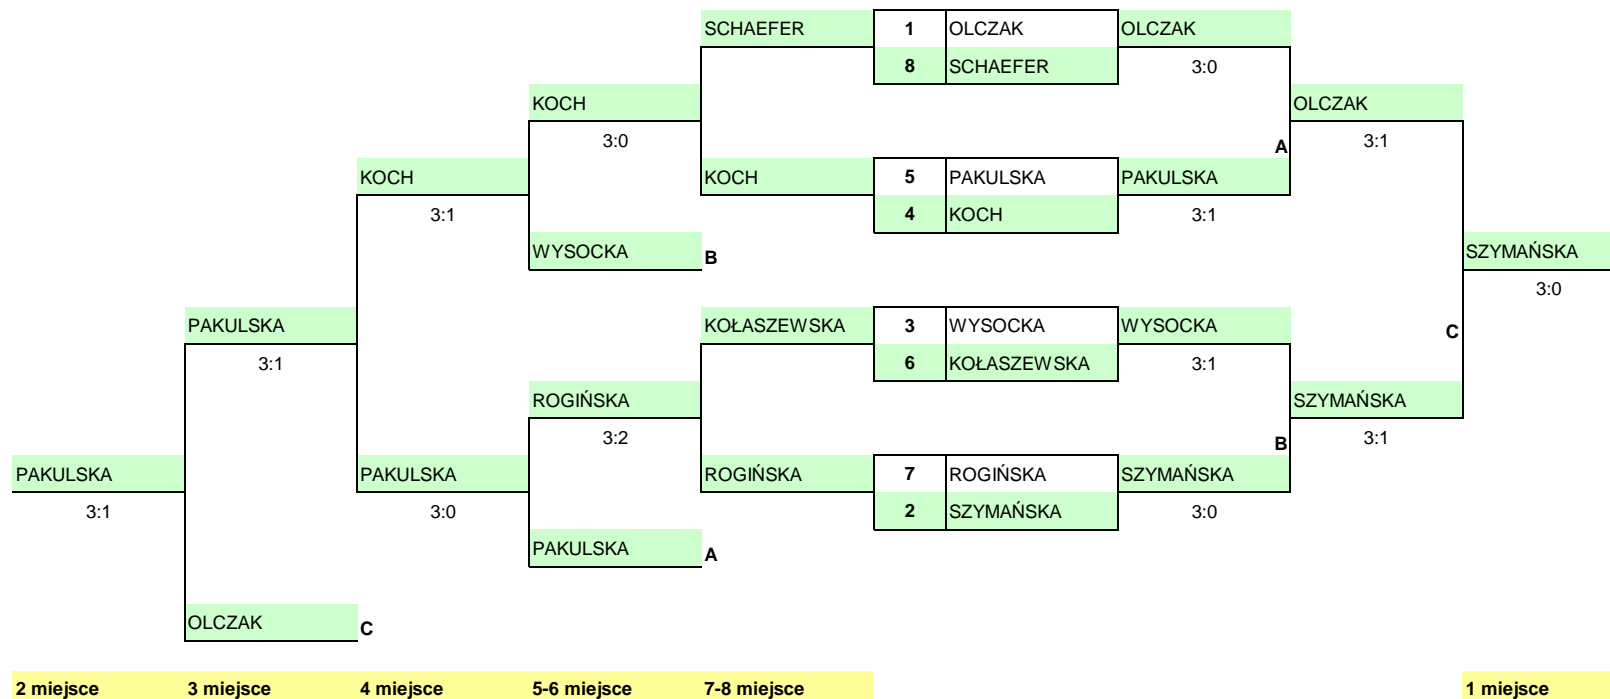 SCHAEFER 1 OLCZAK OLCZAK
8 SCHAEFER 3:0
KOCH OLCZAK
3:0 A 3:1
KOCH KOCH 5 PAKULSKA PAKULSKA
3:1 4 KOCH 3:1
WYSOCKA B SZYMAŃSKA
3:0
PAKULSKA KOŁASZEWSKA 3 WYSOCKA WYSOCKA C
3:1 6 KOŁASZEWSKA 3:1
ROGIŃSKA SZYMAŃSKA
3:2 B 3:1
PAKULSKA PAKULSKA ROGIŃSKA 7 ROGIŃSKA SZYMAŃSKA
3:1 3:0 2 SZYMAŃSKA 3:0
PAKULSKA A
OLCZAK C
2 miejsce 3 miejsce 4 miejsce 5-6 miejsce 7-8 miejsce 1 miejsce